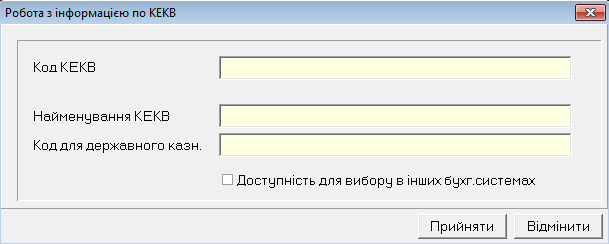 Робота з інформацією по КЕКВ
Код КЕКВ
Найменування КЕКВ
Код для державного казн.
Доступність для вибору в інших бухг.системах
Прийняти
Відмінити